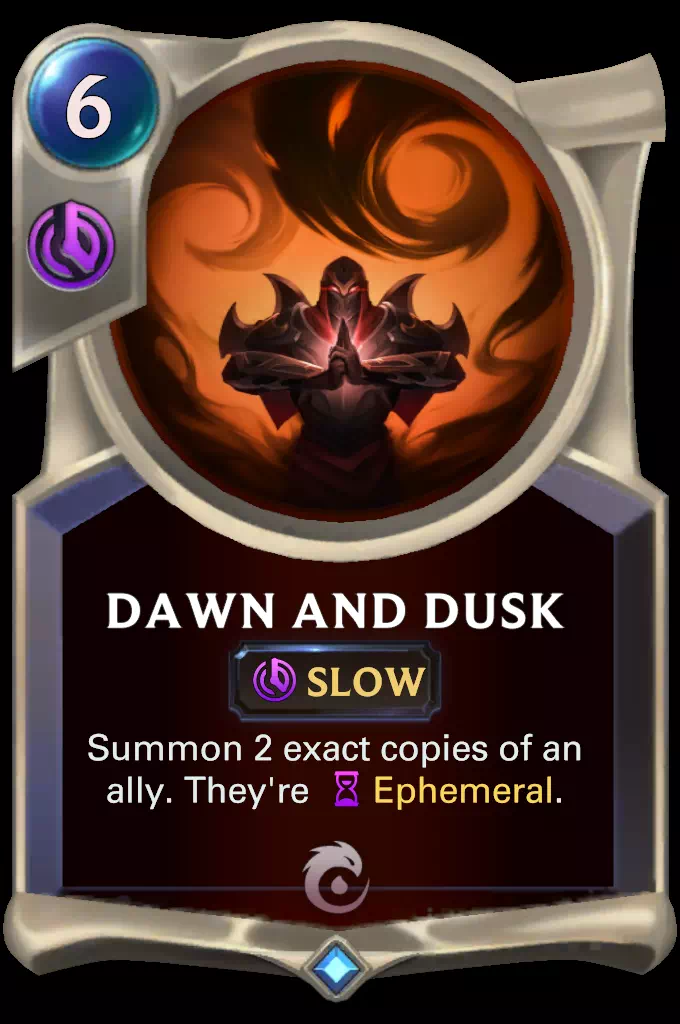 6
DAWN AND DUSK
SLOW
Summon 2 exact copies of an
ally. They're Ephemeral.